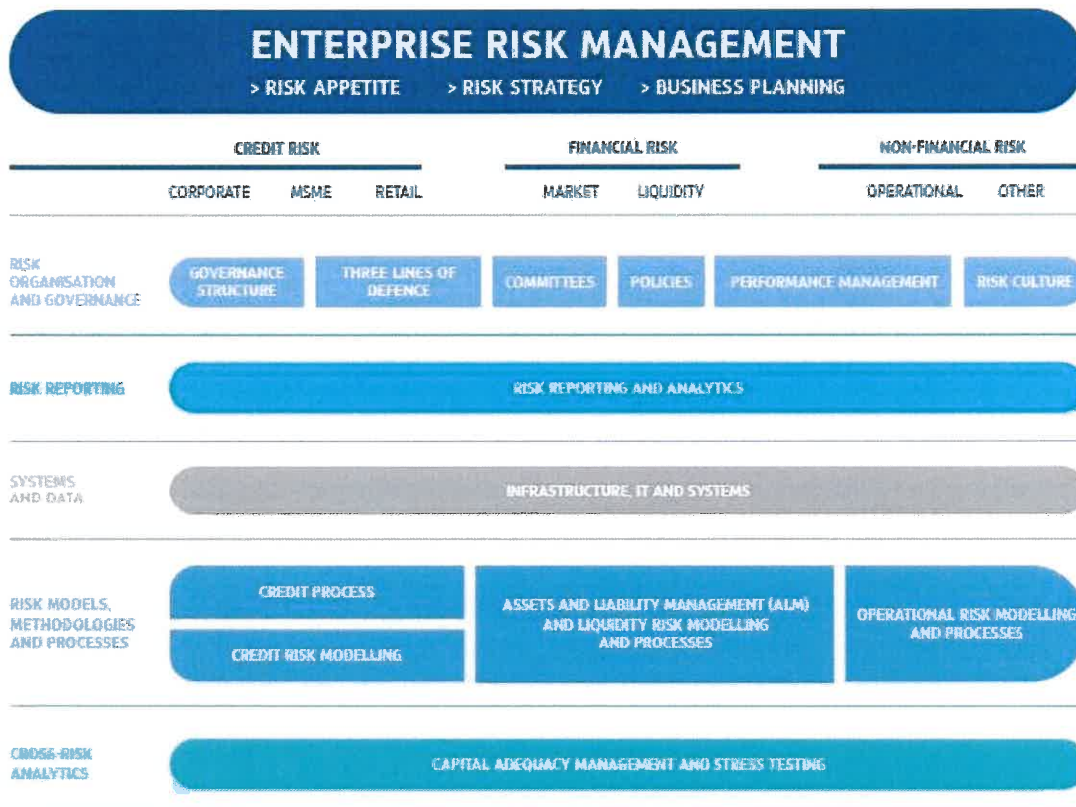 ENTERPRISE RISK MANAGEMENT
> RISK APPETITE > RISK STRATEGY > BUSINESS PLANNING
CREDIT RISK FINANCIAL RISK NON-FINANCIAL RISK
CORPORATE MSME RETAIL MARKET LIQUIDITY OPERATIONAL OTHER
RISK
ORGANISATION
AND GOVERNANCE
GOVERNANCE
STRUCTURE
THREE LINES OF
DEFENCE
COMMITTEES
POLICIES
PERFORMANCE MANAGEMENT
RISK CULTURE
RISK REPORTING
RISK REPORTING AND ANALYTICS
SYSTEMS
AND DATA
INFRASTRUCTURE, IT AND SYSTEMS
RISK MODELS,
METHODOLOGIES
AND PROCESSES
CREDIT PROCESS
CREDIT RISK MODELLING
ASSETS AND LIABILITY MANAGEMENT (ALM)
AND LIQUIDITY RISK MODELLING
AND PROCESSES
OPERATIONAL RISK MODELLING
AND PROCESSES
CROSS-RISK
ANALYTICS
CAPITAL ADEQUACY MANAGEMENT AND STRESS TESTING